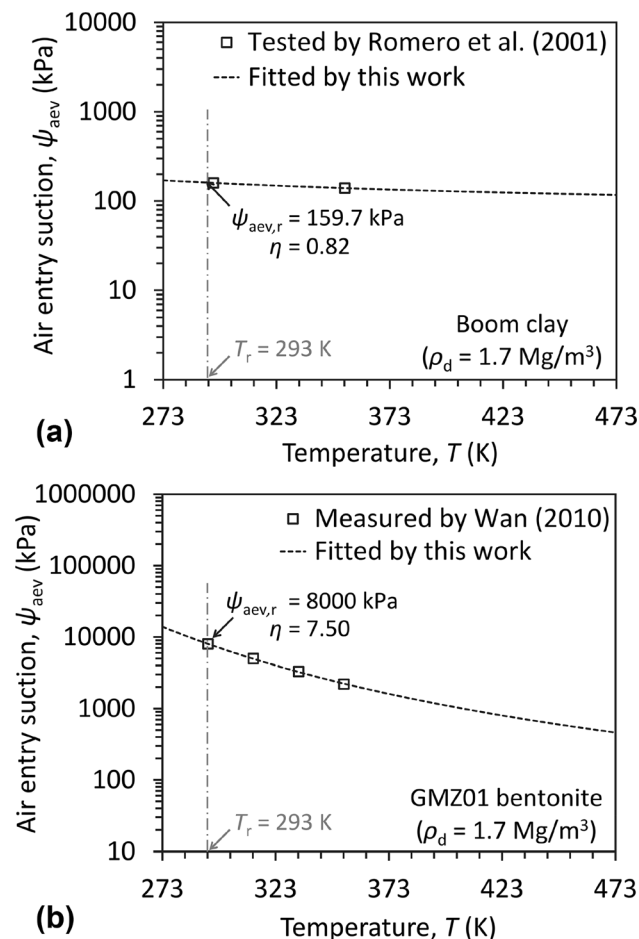 10000
1000
100
10
1
Air entry suction, ψaev (kPa)
Tested by Romero et al. (2001)
Fitted by this work
ψaev,r = 159.7 kPa
η = 0.82
Tr = 293 K
Boom clay
(ρd = 1.7 Mg/m³)
273 323 373 423 473
(a)
Temperature, T (K)
1000000
100000
10000
1000
100
10
Air entry suction, ψaev (kPa)
Measured by Wan (2010)
Fitted by this work
ψaev,r = 8000 kPa
η = 7.50
Tr = 293 K
GMZ01 bentonite
(ρd = 1.7 Mg/m³)
273 323 373 423 473
(b)
Temperature, T (K)